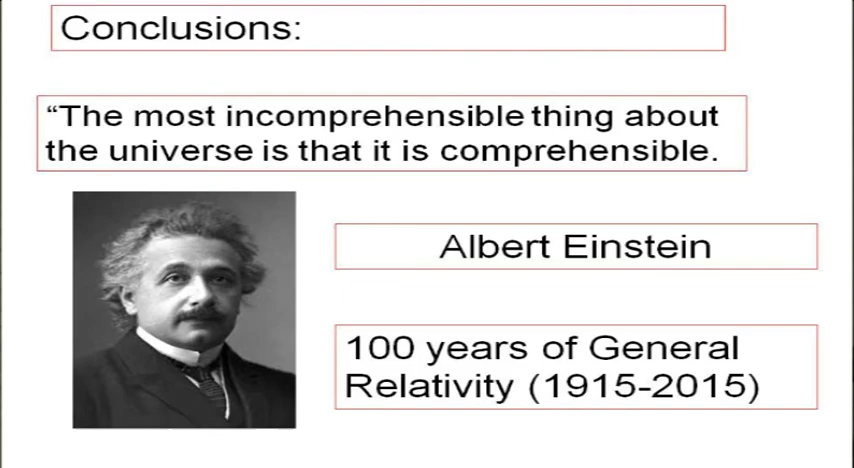 Conclusions:
“The most incomprehensible thing about
the universe is that it is comprehensible.
Albert Einstein
100 years of General
Relativity (1915-2015)